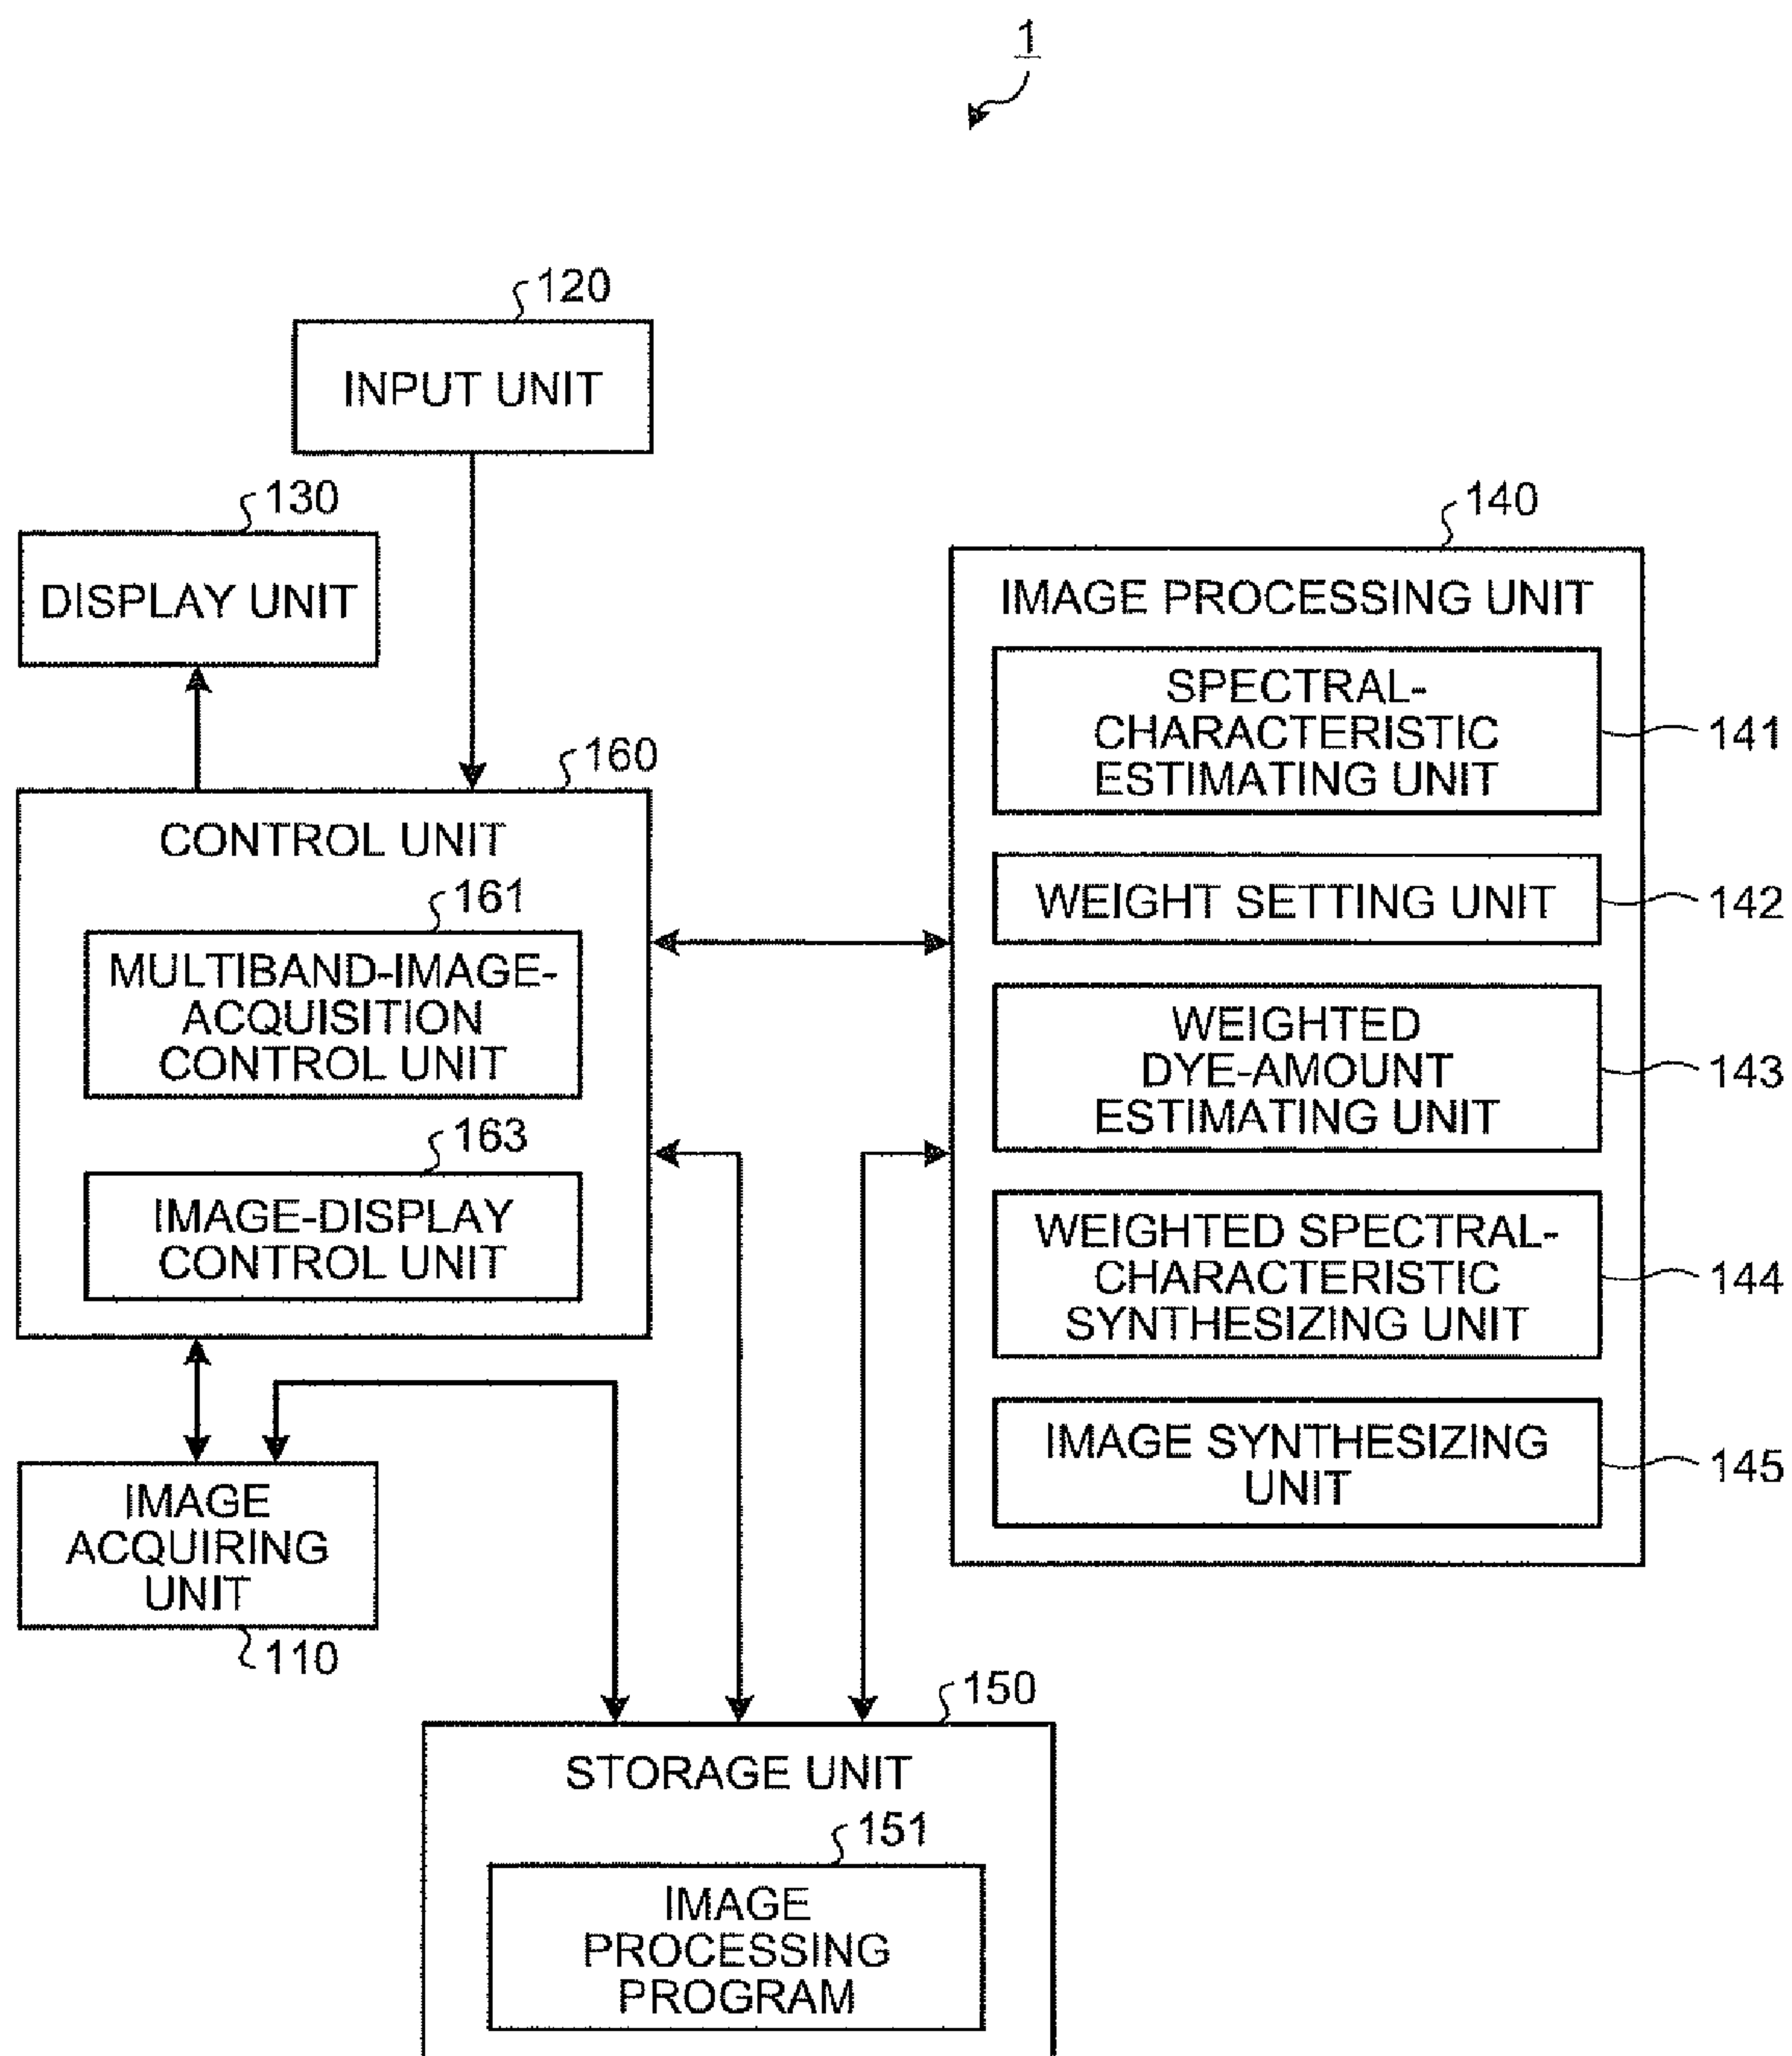 1
120
INPUT UNIT
130
DISPLAY UNIT
160
CONTROL UNIT
161
MULTIBAND-IMAGE-
ACQUISITION
CONTROL UNIT
163
IMAGE-DISPLAY
CONTROL UNIT
IMAGE
ACQUIRING
UNIT
110
140
IMAGE PROCESSING UNIT
SPECTRAL-
CHARACTERISTIC
ESTIMATING UNIT
141
WEIGHT SETTING UNIT
142
WEIGHTED
DYE-AMOUNT
ESTIMATING UNIT
143
WEIGHTED SPECTRAL-
CHARACTERISTIC
SYNTHESIZING UNIT
144
IMAGE SYNTHESIZING
UNIT
145
150
STORAGE UNIT
151
IMAGE
PROCESSING
PROGRAM